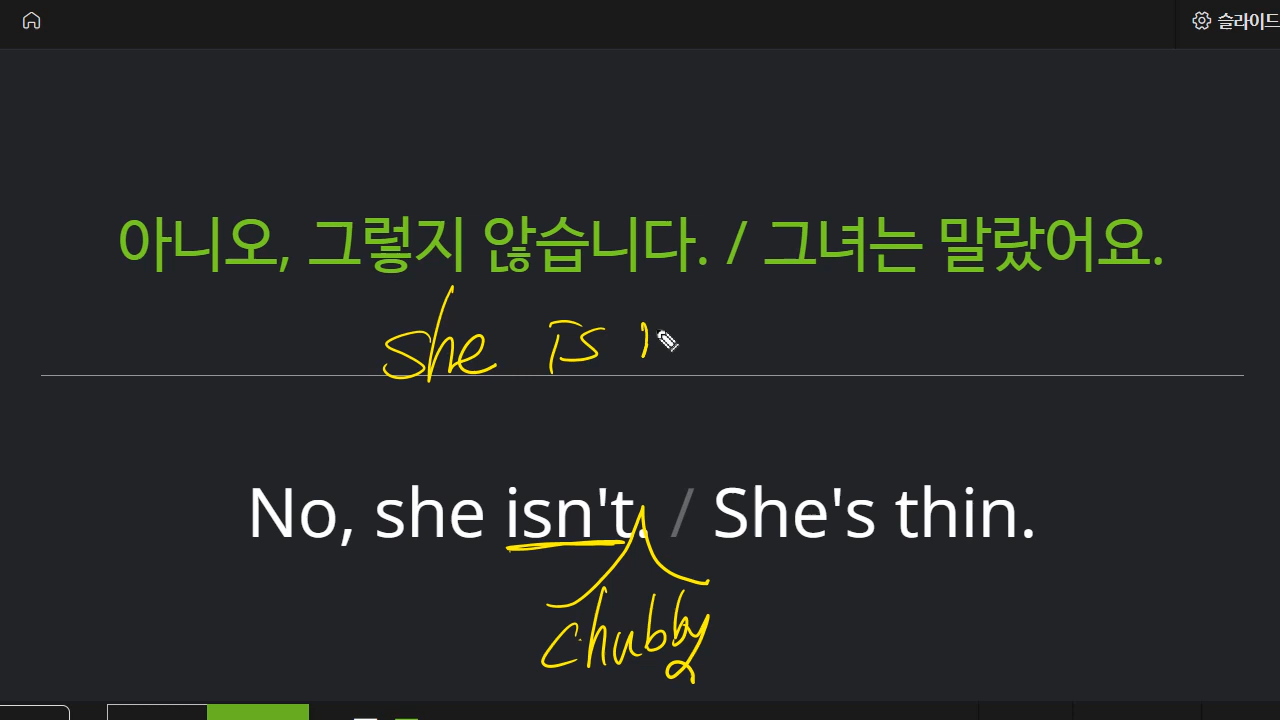 슬라이드
아니오, 그렇지 않습니다. / 그녀는 말랐어요.
she is
No, she isn't. / She's thin.
chubby